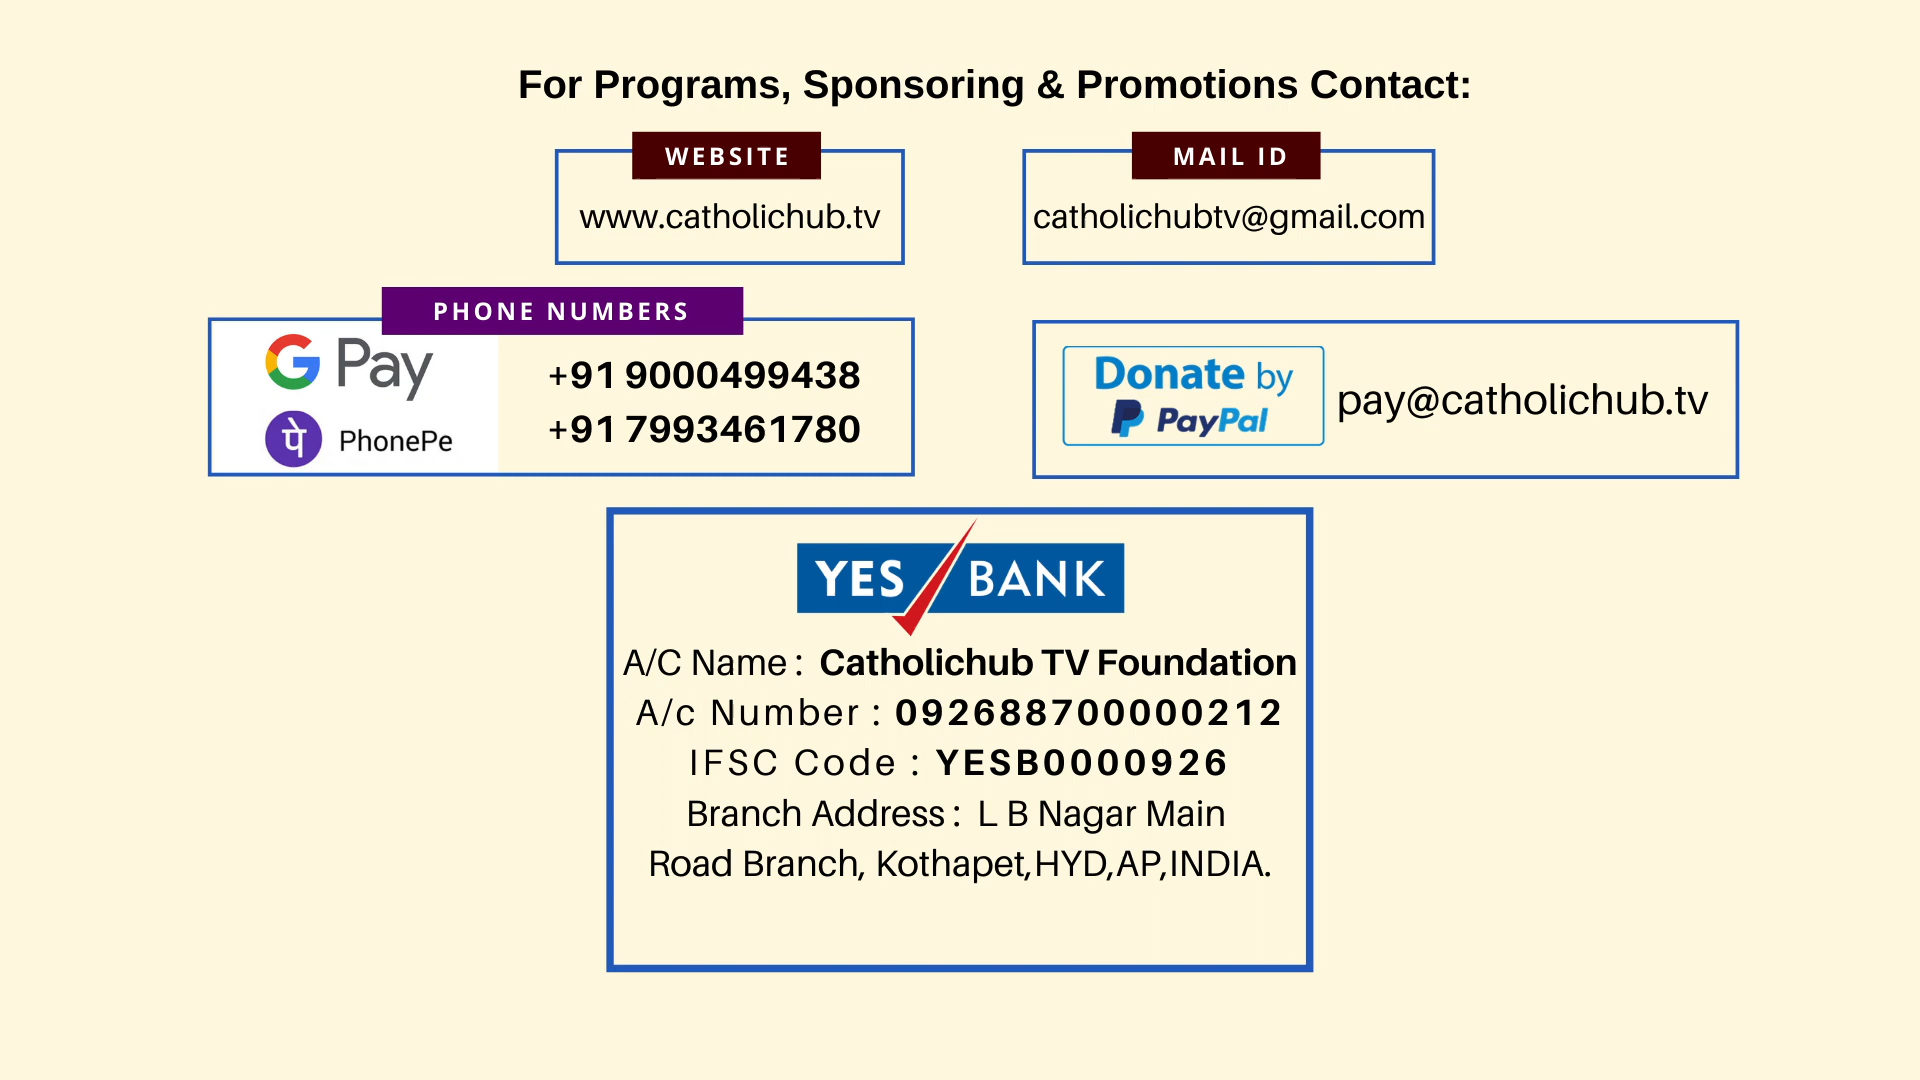 For Programs, Sponsoring & Promotions Contact:
WEBSITE
www.catholichub.tv
MAIL ID
catholichubtv@gmail.com
PHONE NUMBERS
G Pay
पे PhonePe
+91 9000499438
+91 7993461780
Donate by
PayPal
pay@catholichub.tv
YES BANK
A/C Name : Catholichub TV Foundation
A/c Number : 092688700000212
IFSC Code : YESB0000926
Branch Address : L B Nagar Main
Road Branch, Kothapet,HYD,AP,INDIA.